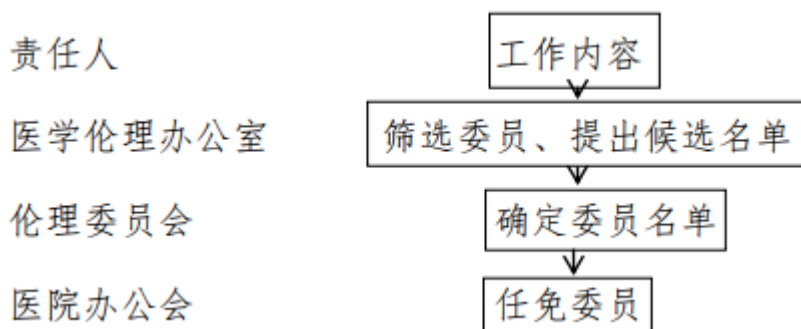 责任人 工作内容
医学伦理办公室 筛选委员、提出候选名单
伦理委员会 确定委员名单
医院办公会 任免委员